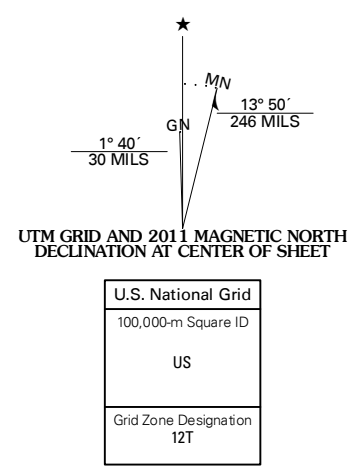 MN
GN
13° 50´
246 MILS
1° 40´
30 MILS
UTM GRID AND 2011 MAGNETIC NORTH
DECLINATION AT CENTER OF SHEET
U.S. National Grid
100,000-m Square ID
US
Grid Zone Designation
12T